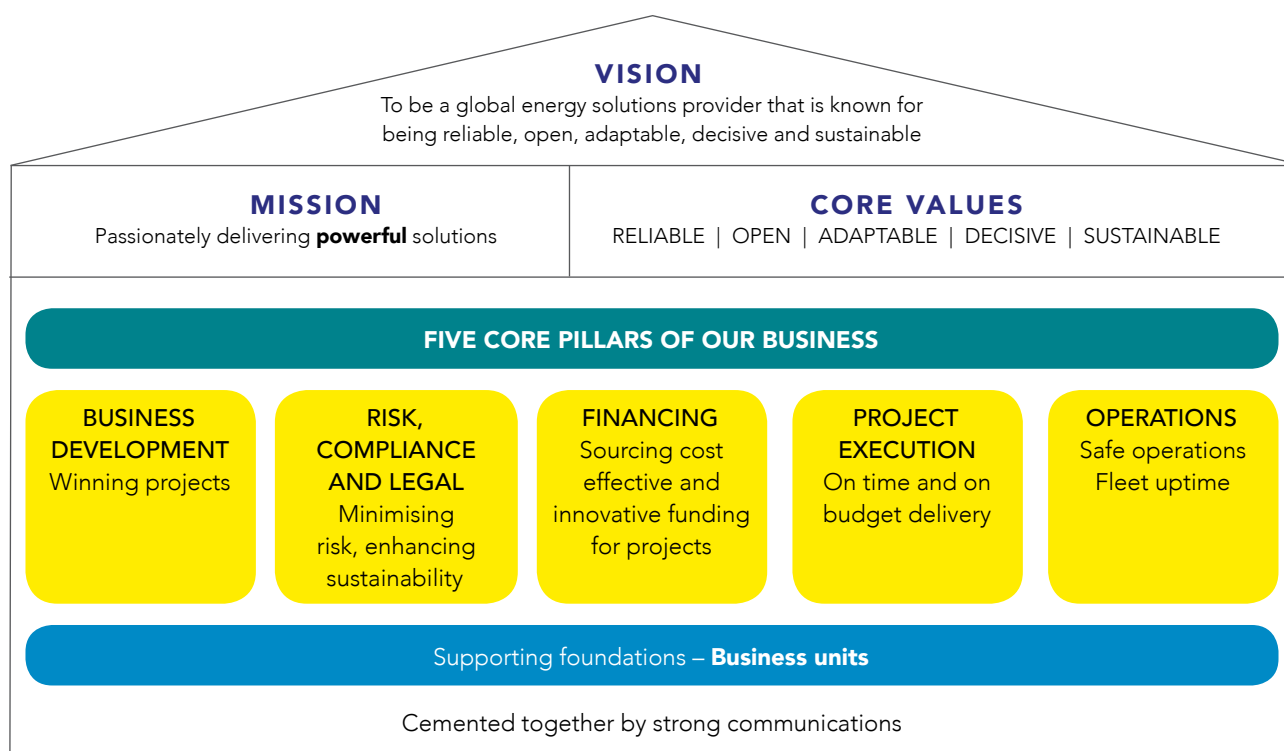 VISION
To be a global energy solutions provider that is known for
being reliable, open, adaptable, decisive and sustainable
MISSION
Passionately delivering powerful solutions
CORE VALUES
RELIABLE | OPEN | ADAPTABLE | DECISIVE | SUSTAINABLE
FIVE CORE PILLARS OF OUR BUSINESS
BUSINESS
DEVELOPMENT
Winning projects
RISK,
COMPLIANCE
AND LEGAL
Minimising
risk, enhancing
sustainability
FINANCING
Sourcing cost
effective and
innovative funding
for projects
PROJECT
EXECUTION
On time and on
budget delivery
OPERATIONS
Safe operations
Fleet uptime
Supporting foundations – Business units
Cemented together by strong communications